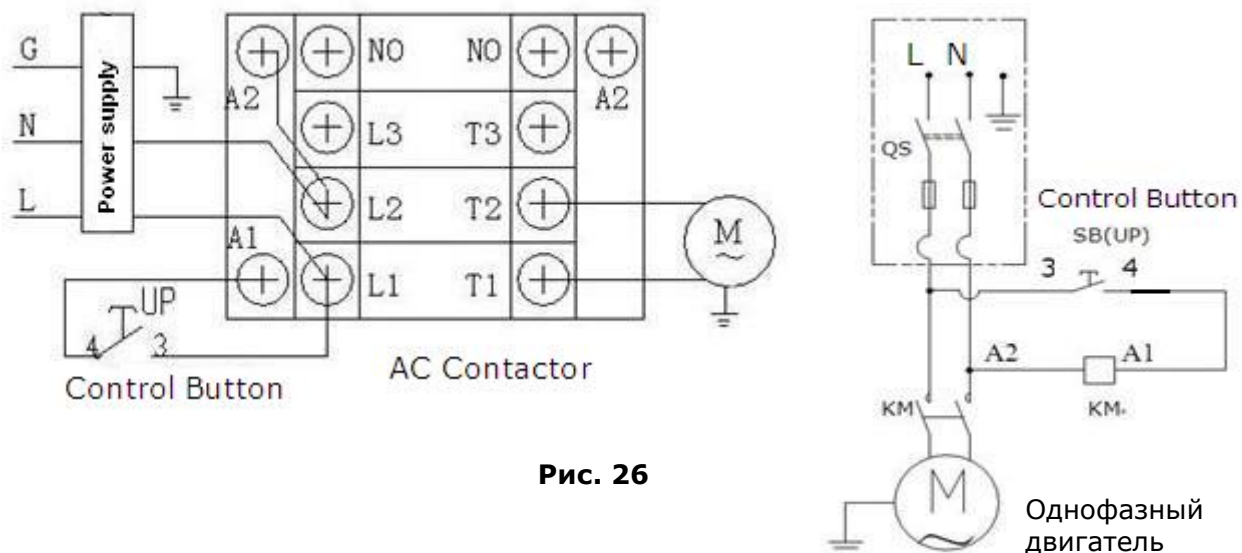 G
N
L
Power supply
A2
NO
NO
A2
L3
T3
L2
T2
A1
L1
T1
M
UP
4
3
Control Button
AC Contactor
Рис. 26
L N
QS
Control Button
SB(UP)
3 4
A2
A1
KM
KM.
M
Однофазный
двигатель